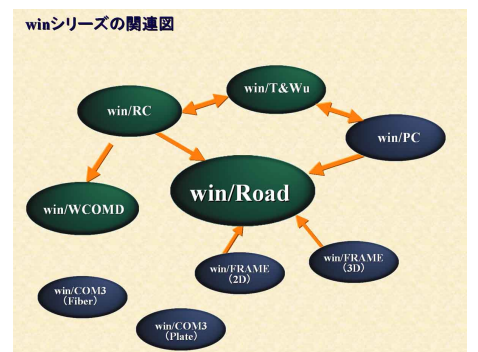 winシリーズの関連図
win/T&Wu
win/RC
win/PC
win/Road
win/WCOMD
win/FRAME
(2D)
win/FRAME
(3D)
win/COM3
(Fiber)
win/COM3
(Plate)